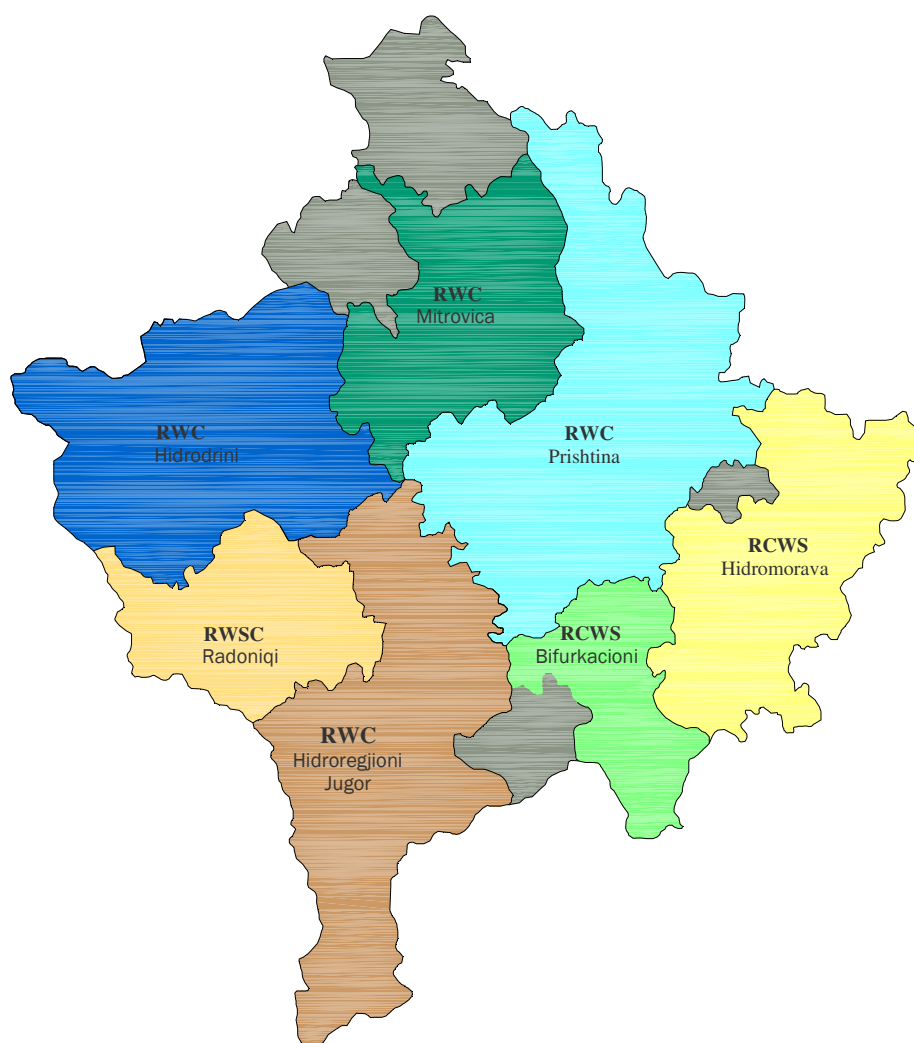 RWC
Mitrovica
RWC
Hidrodrini
RWC
Prishtina
RCWS
Hidromorava
RWSC
Radoniqi
RCWS
Bifurkacioni
RWC
Hidroregjioni
Jugor